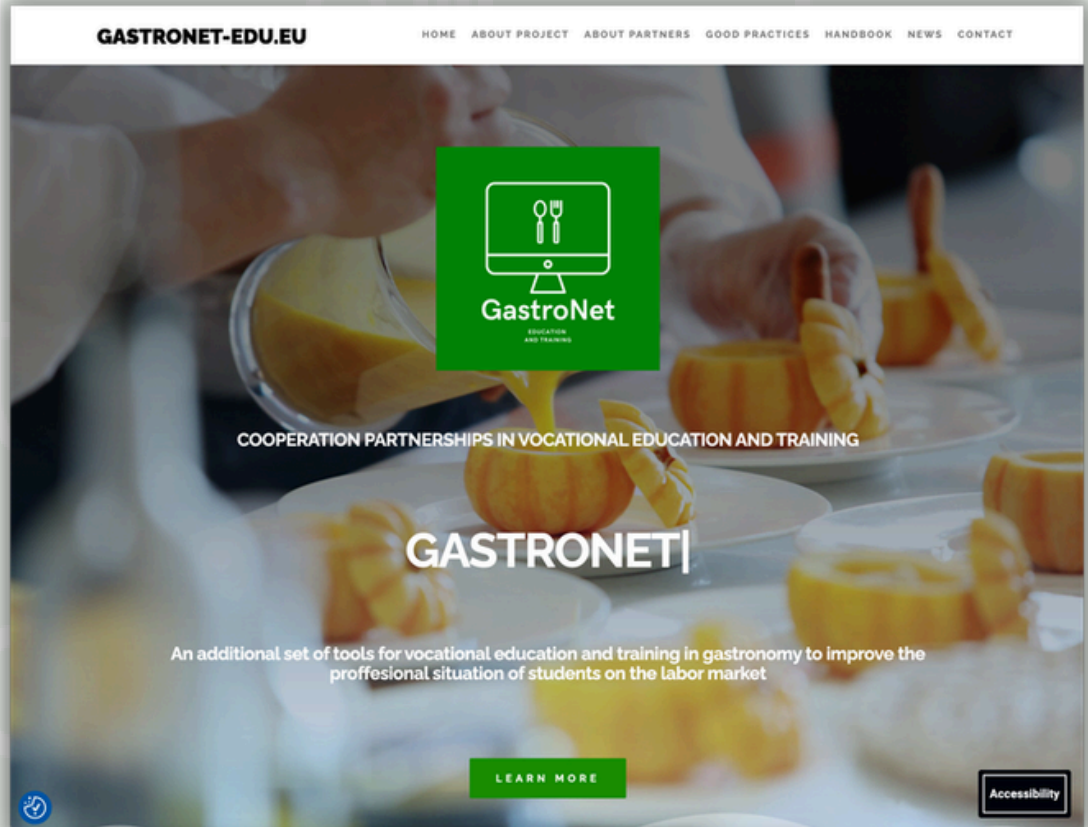 GASTRONET-EDU.EU
HOME ABOUT PROJECT ABOUT PARTNERS GOOD PRACTICES HANDBOOK NEWS CONTACT
GastroNet
EDUCATION
AND TRAINING
COOPERATION PARTNERSHIPS IN VOCATIONAL EDUCATION AND TRAINING
GASTRONET|
An additional set of tools for vocational education and training in gastronomy to improve the
proffesional situation of students on the labor market
LEARN MORE
Accessibility